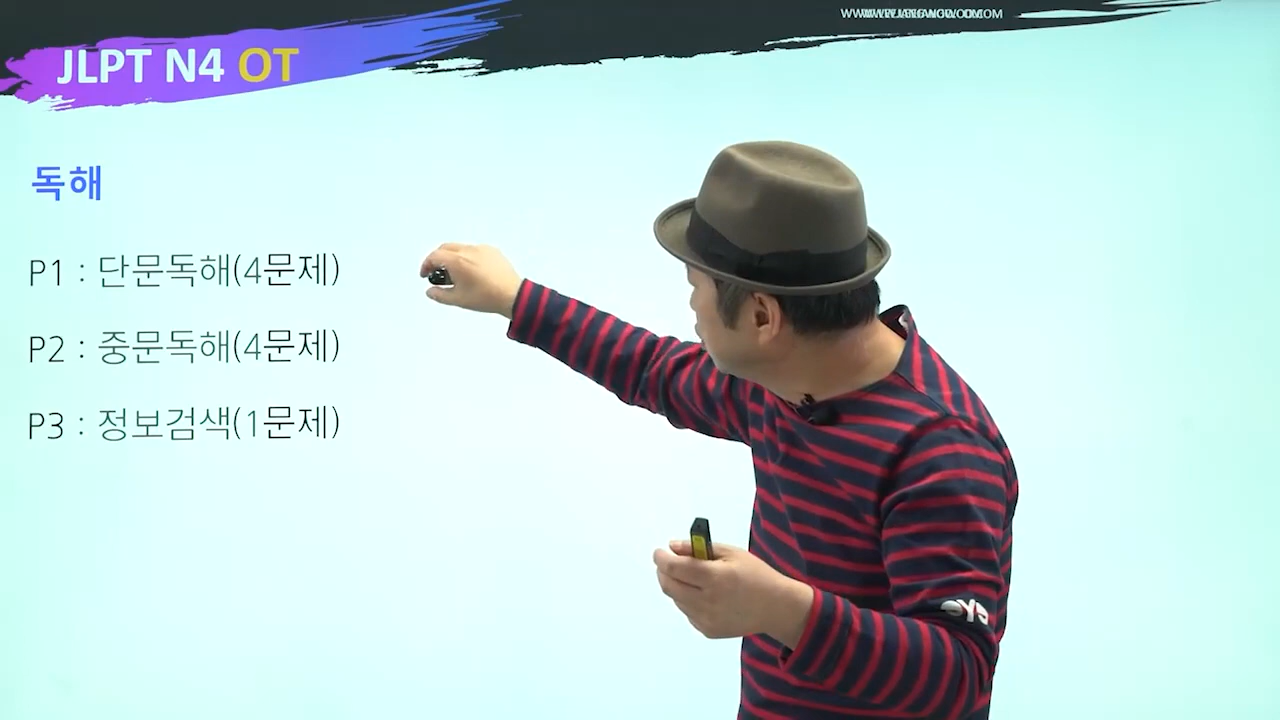 JLPT N4 OT
독해
P1 : 단문독해(4문제)
P2 : 중문독해(4문제)
P3 : 정보검색(1문제)
eye